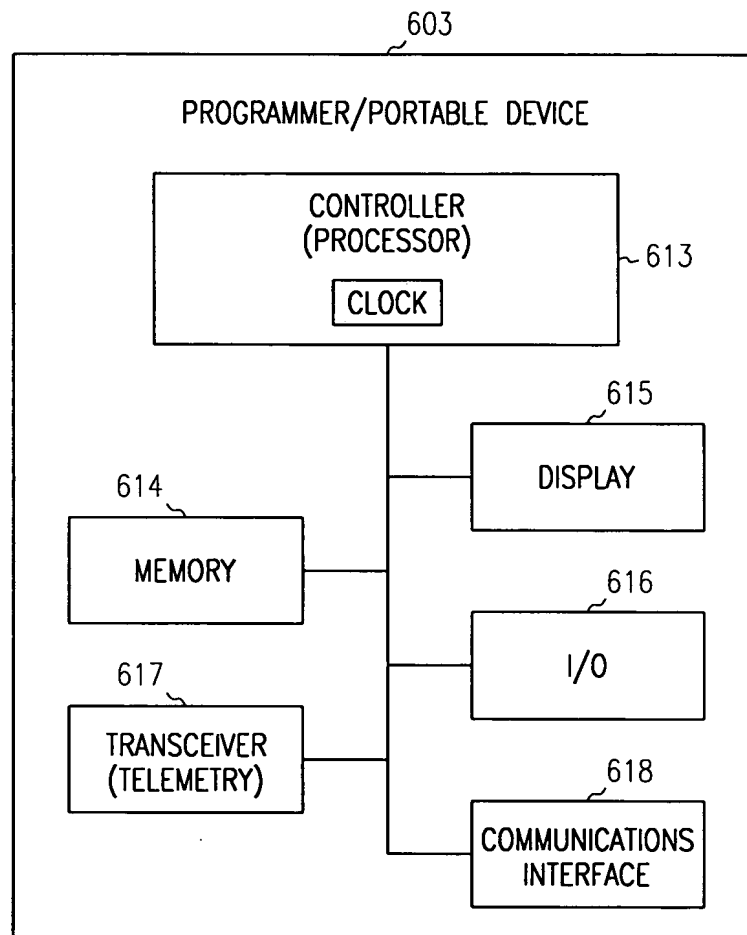 603
PROGRAMMER/PORTABLE DEVICE
CONTROLLER
(PROCESSOR)
CLOCK
613
615
DISPLAY
614
MEMORY
616
I/O
617
TRANSCEIVER
(TELEMETRY)
618
COMMUNICATIONS
INTERFACE